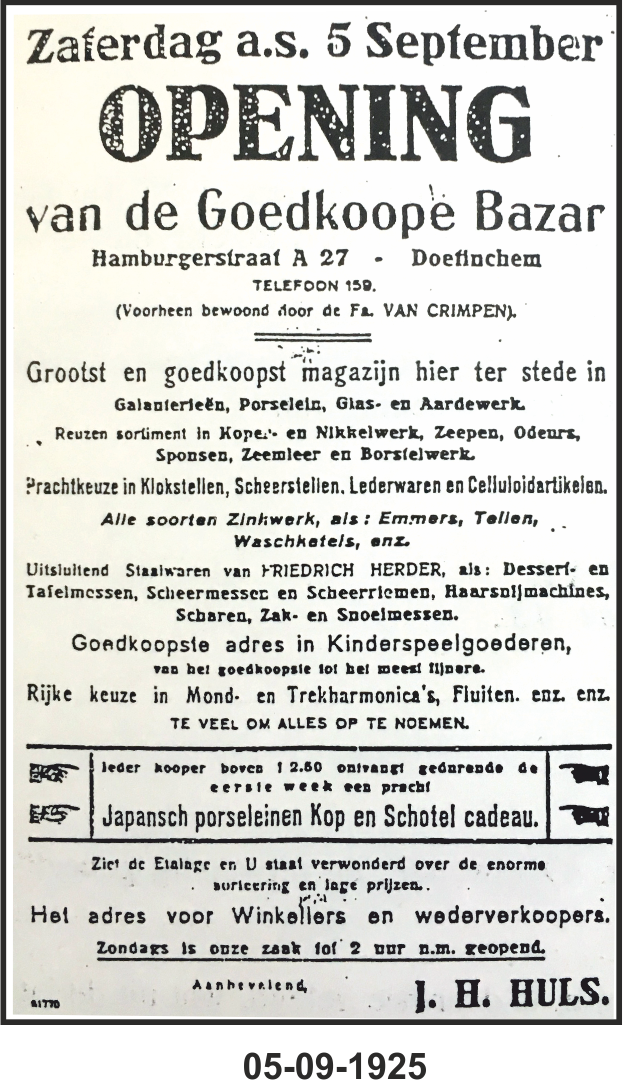 Zaterdag a.s. 5 September
OPENING
van de Goedkoope Bazar
Hamburgerstraat A 27 - Doetinchem
TELEFOON 159.
(Voorheen bewoond door de Fa. VAN CRIMPEN).
Grootst en goedkoopst magazijn hier ter stede in
Galanterieën, Porselein, Glas- en Aardewerk.
Reuzen sortiment in Koper- en Nikkelwerk, Zeepen, Odeurs,
Sponsen, Zeemleer en Borstelwerk.
Prachtkeuze in Klokstellen, Scheerstellen, Lederwaren en Celluloidartikelen.
Alle soorten Zinkwerk, als: Emmers, Teilen,
Waschketels, enz.
Uitsluitend Staalwaren van FRIEDRICH HERDER, als: Dessert- en
Tafelmessen, Scheermessen en Scheerriemen, Haarsnijmachines,
Scharen, Zak- en Snoeimessen.
Goedkoopste adres in Kinderspeelgoederen,
van het goedkoopste tot het meest fijnere.
Rijke keuze in Mond- en Trekharmonica's, Fluiten. enz. enz.
TE VEEL OM ALLES OP TE NOEMEN.
Ieder kooper boven f 2.50 ontvangt gedurende de
eerste week een pracht
Japansch porseleinen Kop en Schotel cadeau.
Ziet de Etalage en U staat verwonderd over de enorme
sorteering en lage prijzen.
Het adres voor Winkeliers en wederverkoopers.
Zondags is onze zaak tot 2 uur n.m. geopend.
Aanbevelend,
J. H. HULS.
81770
05-09-1925